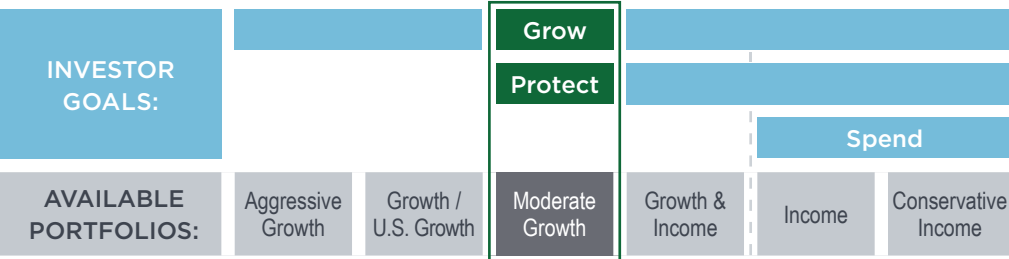 INVESTOR
GOALS:
Grow
Protect
Spend
AVAILABLE
PORTFOLIOS:
Aggressive
Growth
Growth /
U.S. Growth
Moderate
Growth
Growth &
Income
Income
Conservative
Income